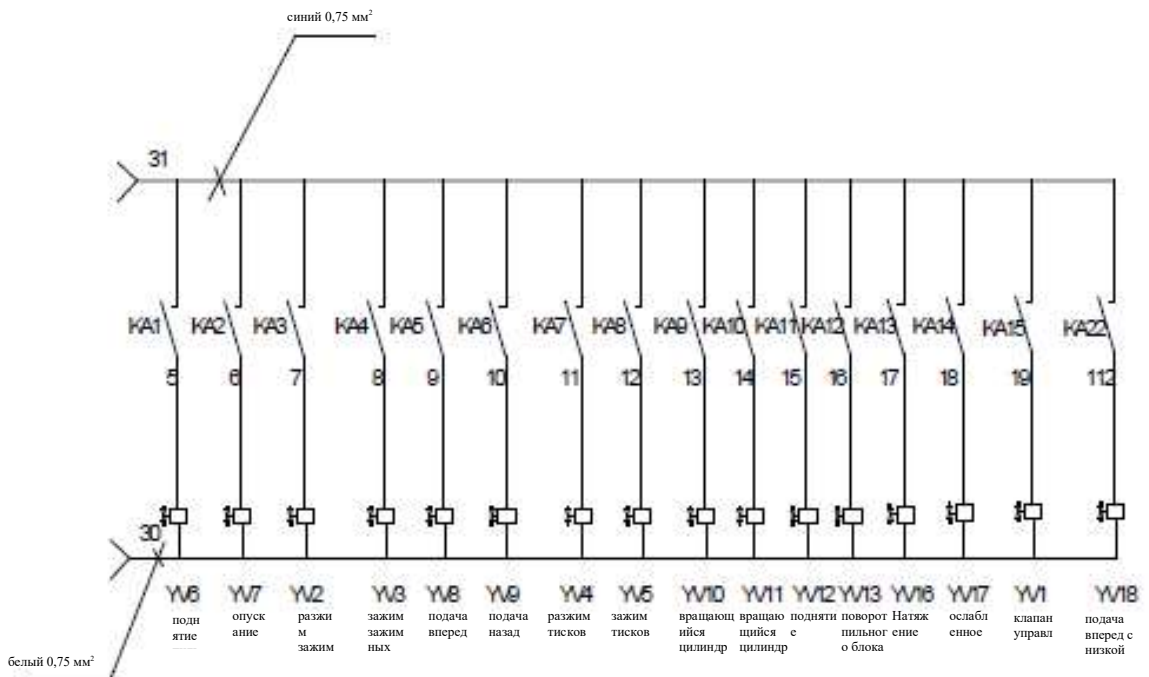 синий 0,75 мм²
31
KA1 KA2 KA3 KA4 KA5 KA6 KA7 KA8 KA9 KA10 KA11 KA12 KA13 KA14 KA15 KA22
5 6 7 8 9 10 11 12 13 14 15 16 17 18 19 112
30
YV6 YV7 YV2 YV3 YV8 YV9 YV4 YV5 YV10 YV11 YV12 YV13 YV16 YV17 YV1 YV18
подн
ятие
опуск
ание
разжи
м
зажим
зажим
зажим
ных
подача
вперед
подача
назад
разжим
тисков
зажим
тисков
вращающ
ийся
цилиндр
вращаю
щийся
цилиндр
подняти
е
поворот
пильног
о блока
Натяж
ение
ослабл
енное
клапан
управл
подача
вперед с
низкой
белый 0,75 мм²